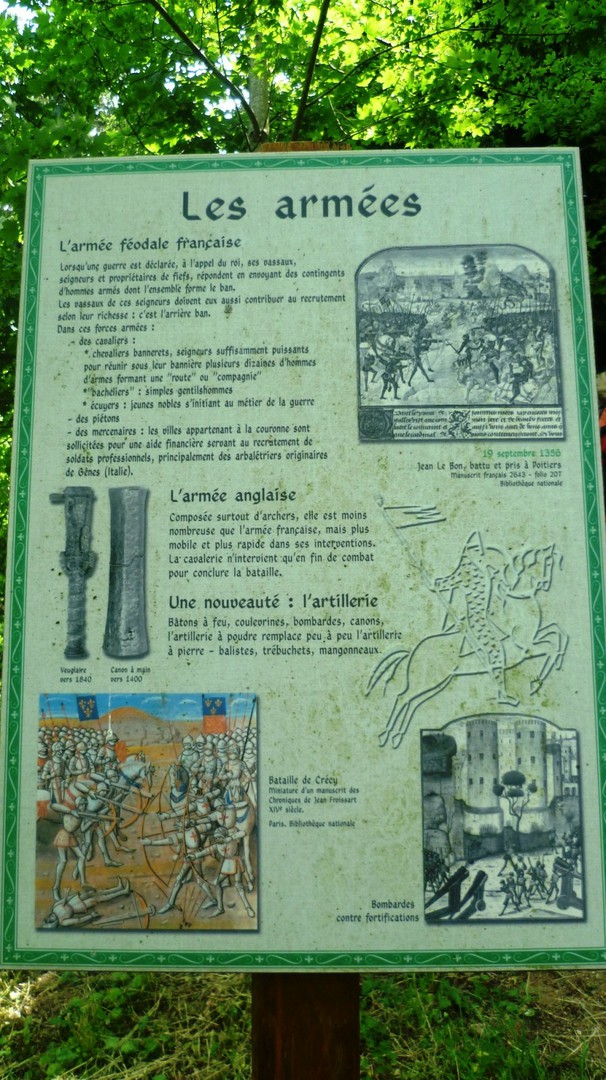 Les armées
L'armée féodale française
Lorsqu'une guerre est déclarée, à l'appel du roi, ses vassaux,
seigneurs et propriétaires de fiefs, répondent en envoyant des contingents
d'hommes armés dont l'ensemble forme le ban.
Les vassaux de ces seigneurs doivent eux aussi contribuer au recrutement
selon leur richesse : c'est l'arrière ban.
Dans ces forces armées :
- des cavaliers :
* chevaliers bannerets, seigneurs suffisamment puissants
pour réunir sous leur bannière plusieurs dizaines d'hommes
d'armes formant une "route" ou "compagnie"
* "bacheliers" : simples gentilshommes
* écuyers : jeunes nobles s'initiant au métier de la guerre
- des piétons
- des mercenaires : les villes appartenant à la couronne sont
sollicitées pour une aide financière servant au recrutement de
soldats professionnels, principalement des arbalétriers originaires
de Gênes (Italie).
19 septembre 1356
Jean Le Bon, battu et pris à Poitiers
Manuscrit français 2643 - folio 207
Bibliothèque nationale
L'armée anglaise
Composée surtout d'archers, elle est moins
nombreuse que l'armée française, mais plus
mobile et plus rapide dans ses interventions.
La cavalerie n'intervient qu'en fin de combat
pour conclure la bataille.
Une nouveauté : l'artillerie
Bâtons à feu, couleuvrines, bombardes, canons,
l'artillerie à poudre remplace peu à peu l'artillerie
à pierre - balistes, trébuchets, mangonneaux.
Veuglaire
vers 1840
Canon à main
vers 1400
Bataille de Crécy
Miniature d'un manuscrit des
Chroniques de Jean Froissart
XIVe siècle.
Paris. Bibliothèque nationale
Bombardes
contre fortifications